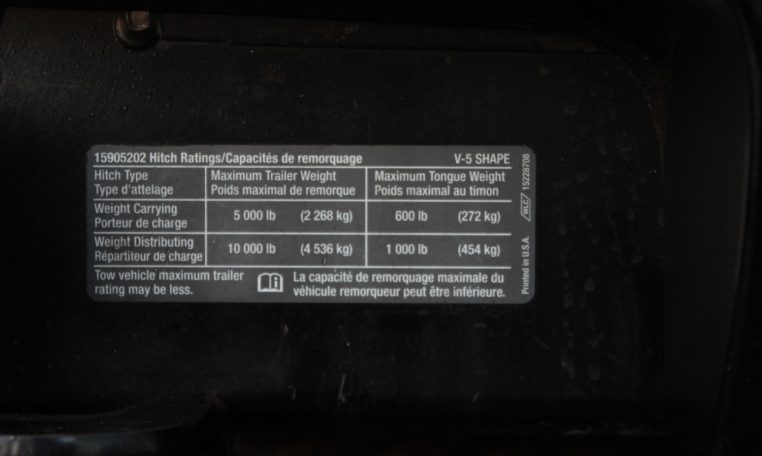 15905202 Hitch Ratings/Capacités de remorquage V-5 SHAPE
Hitch Type Maximum Trailer Weight Maximum Tongue Weight
Type d'attelage Poids maximal de remorque Poids maximal au timon
Weight Carrying
Porteur de charge 5 000 lb (2 268 kg) 600 lb (272 kg)
Weight Distributing
Répartiteur de charge 10 000 lb (4 536 kg) 1 000 lb (454 kg)
Tow vehicle maximum trailer
rating may be less.
La capacité de remorquage maximale du
véhicule remorqueur peut être inférieure.
Printed in U.S.A. WLC 15228708